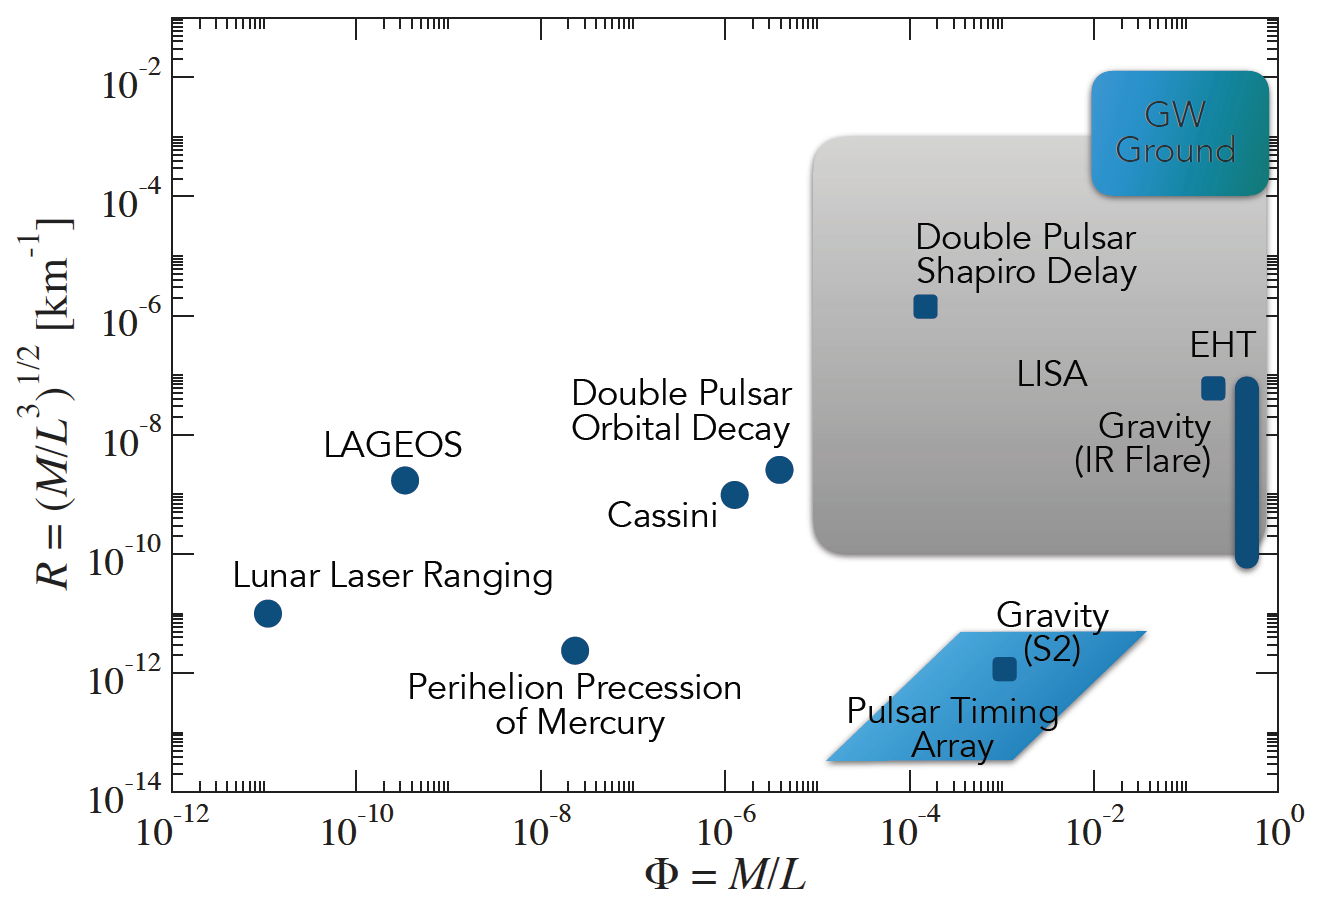 10^-2
GW
Ground
10^-4
Double Pulsar
Shapiro Delay
10^-6
EHT
LISA
Double Pulsar
Orbital Decay
Gravity
(IR Flare)
10^-8
LAGEOS
Cassini
10^-10
Lunar Laser Ranging
Gravity
(S2)
10^-12
Perihelion Precession
of Mercury
Pulsar Timing
Array
10^-14
R = (M/L^3)^1/2 [km^-1]
10^-12 10^-10 10^-8 10^-6 10^-4 10^-2 10^0
Φ = M/L